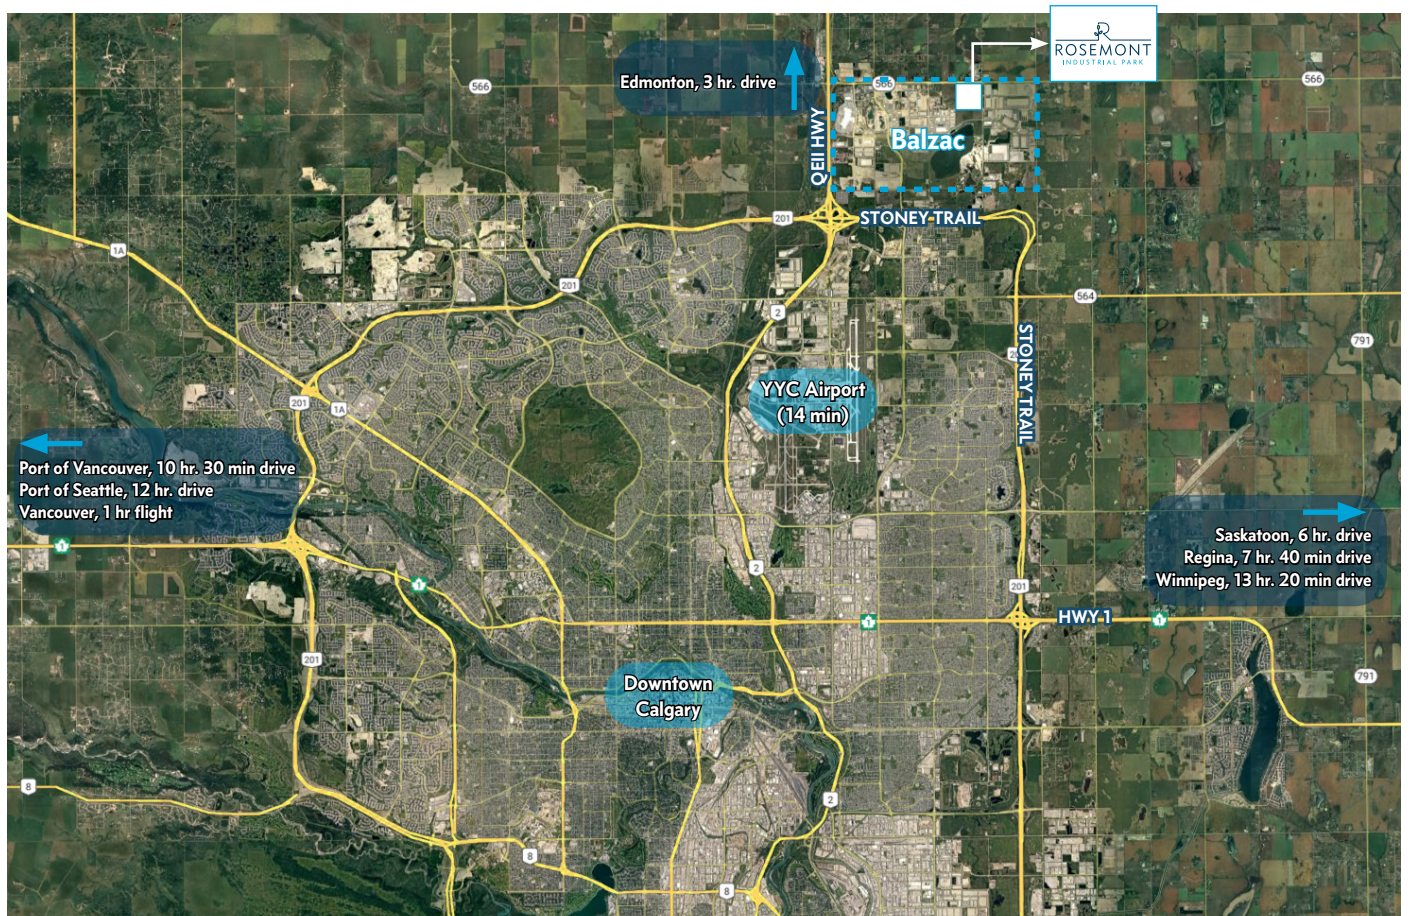 ROSEMONT
INDUSTRIAL PARK
Edmonton, 3 hr. drive
566
566
566
QEII HWY
Balzac
201
STONEY TRAIL
1A
201
564
2
791
STONEY TRAIL
YYC Airport
(14 min)
201
1A
Port of Vancouver, 10 hr. 30 min drive
Port of Seattle, 12 hr. drive
Vancouver, 1 hr flight
Saskatoon, 6 hr. drive
Regina, 7 hr. 40 min drive
Winnipeg, 13 hr. 20 min drive
1
2
1
201
1
HWY 1
1
201
791
Downtown
Calgary
8
2
8
8